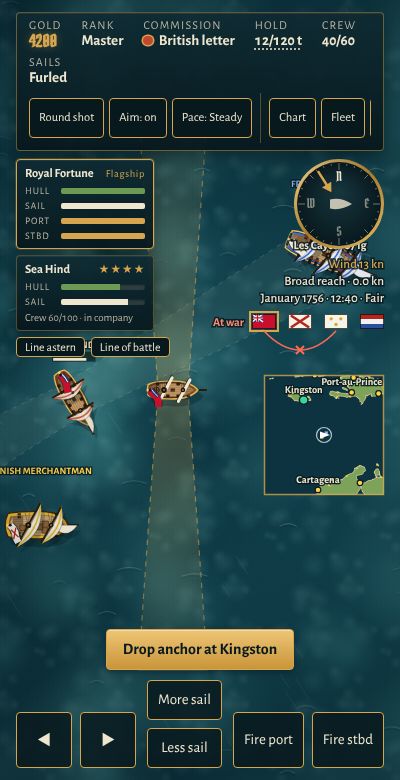 GOLD RANK COMMISSION HOLD CREW
4200 Master British letter 12/120 t 40/60
SAILS
Furled
Round shot Aim: on Pace: Steady Chart Fleet
Royal Fortune Flagship
HULL
SAIL
PORT
STBD
N
W E
S
Sea Hind ★★★★
HULL
SAIL
Crew 60/100 · in company
Line astern Line of battle
Wind 13 kn
Broad reach · 0.0 kn
January 1756 · 12:40 · Fair
At war
Port-au-Prince
Kingston
Cartagena
NISH MERCHANTMAN
Drop anchor at Kingston
More sail
◀ ▶ Less sail Fire port Fire stbd